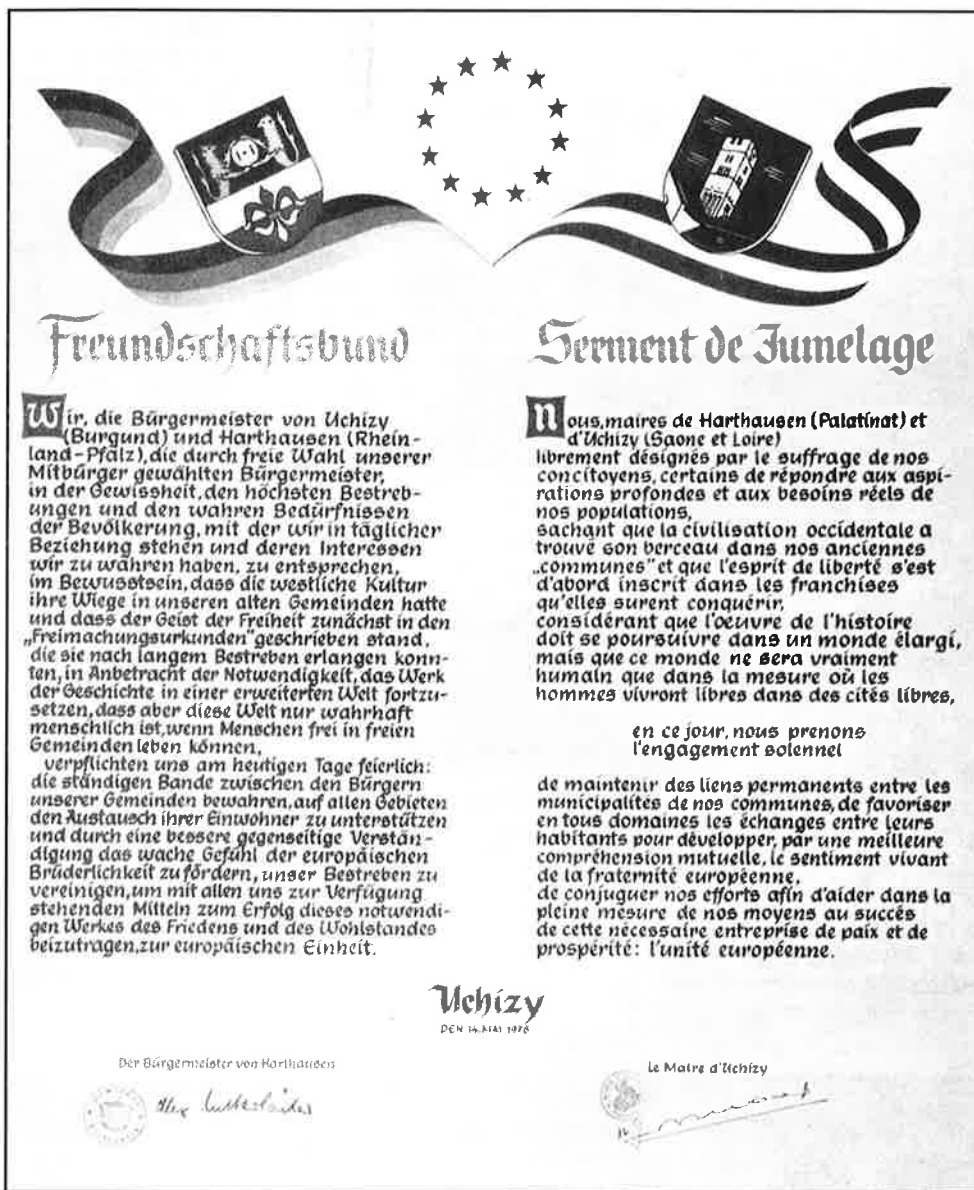 Freundschaftsbund
Wir, die Bürgermeister von Uchizy
(Burgund) und Harthausen (Rhein-
land-Pfalz), die durch freie Wahl unserer
Mitbürger gewählten Bürgermeister,
in der Gewissheit, den höchsten Bestreb-
ungen und den wahren Bedürfnissen
der Bevölkerung, mit der wir in täglicher
Beziehung stehen und deren Interessen
wir zu wahren haben, zu entsprechen,
im Bewusstsein, dass die westliche Kultur
ihre Wiege in unseren alten Gemeinden hatte
und dass der Geist der Freiheit zunächst in den
„Freimachungsurkunden" geschrieben stand,
die sie nach langem Bestreben erlangen konn-
ten, in Anbetracht der Notwendigkeit, das Werk
der Geschichte in einer erweiterten Welt fortzu-
setzen, dass aber diese Welt nur wahrhaft
menschlich ist, wenn Menschen frei in freien
Gemeinden leben können,
verpflichten uns am heutigen Tage feierlich:
die ständigen Bande zwischen den Bürgern
unserer Gemeinden bewahren, auf allen Gebieten
den Austausch ihrer Einwohner zu unterstützen
und durch eine bessere gegenseitige Verstän-
digung das wache Gefühl der europäischen
Brüderlichkeit zu fördern, unser Bestreben zu
vereinigen, um mit allen uns zur Verfügung
stehenden Mitteln zum Erfolg dieses notwendi-
gen Werkes des Friedens und des Wohlstandes
beizutragen, zur europäischen Einheit.
Serment de Jumelage
Nous, maires de Harthausen (Palatinat) et
d'Uchizy (Saone et Loire)
librement désignés par le suffrage de nos
concitoyens, certains de répondre aux aspi-
rations profondes et aux besoins réels de
nos populations,
sachant que la civilisation occidentale a
trouvé son berceau dans nos anciennes
„communes" et que l'esprit de liberté s'est
d'abord inscrit dans les franchises
qu'elles surent conquérir,
considérant que l'oeuvre de l'histoire
doit se poursuivre dans un monde élargi,
mais que ce monde ne sera vraiment
humain que dans la mesure où les
hommes vivront libres dans des cités libres,
en ce jour, nous prenons
l'engagement solennel
de maintenir des liens permanents entre les
municipalités de nos communes, de favoriser
en tous domaines les échanges entre leurs
habitants pour développer, par une meilleure
compréhension mutuelle, le sentiment vivant
de la fraternité européenne,
de conjuguer nos efforts afin d'aider dans la
pleine mesure de nos moyens au succès
de cette nécessaire entreprise de paix et de
prospérité: l'unité européenne.
Uchizy
DEN 14. MAI 1978
Der Bürgermeister von Harthausen
Le Maire d'Uchizy